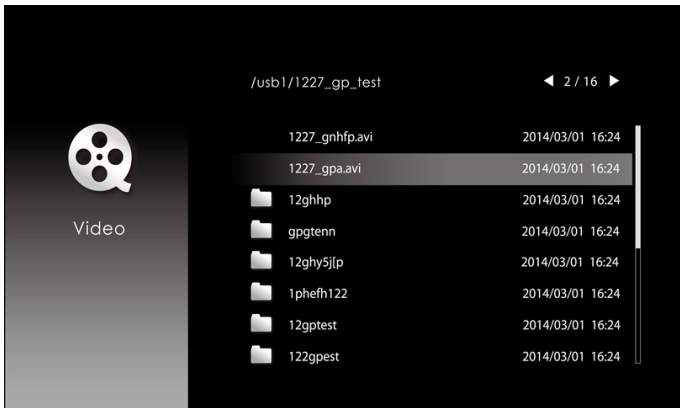 /usb1/1227_gp_test 2/16
1227_gnhfp.avi 2014/03/01 16:24
1227_gpa.avi 2014/03/01 16:24
12ghhp 2014/03/01 16:24
Video
gpgtenn 2014/03/01 16:24
12ghy5j[p 2014/03/01 16:24
1phefh122 2014/03/01 16:24
12gptest 2014/03/01 16:24
122gpest 2014/03/01 16:24